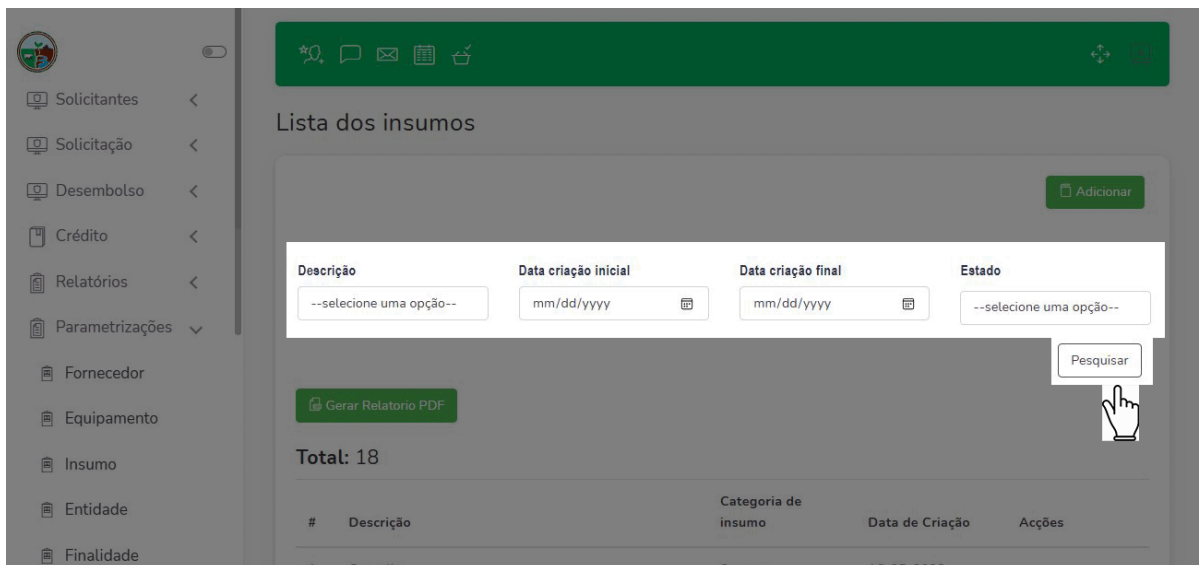 Solicitantes
Solicitação
Desembolso
Crédito
Relatórios
Parametrizações
Fornecedor
Equipamento
Insumo
Entidade
Finalidade
Lista dos insumos
Adicionar
Descrição Data criação inicial Data criação final Estado
--selecione uma opção-- mm/dd/yyyy mm/dd/yyyy --selecione uma opção--
Pesquisar
Gerar Relatorio PDF
Total: 18
Categoria de
# Descrição insumo Data de Criação Acções